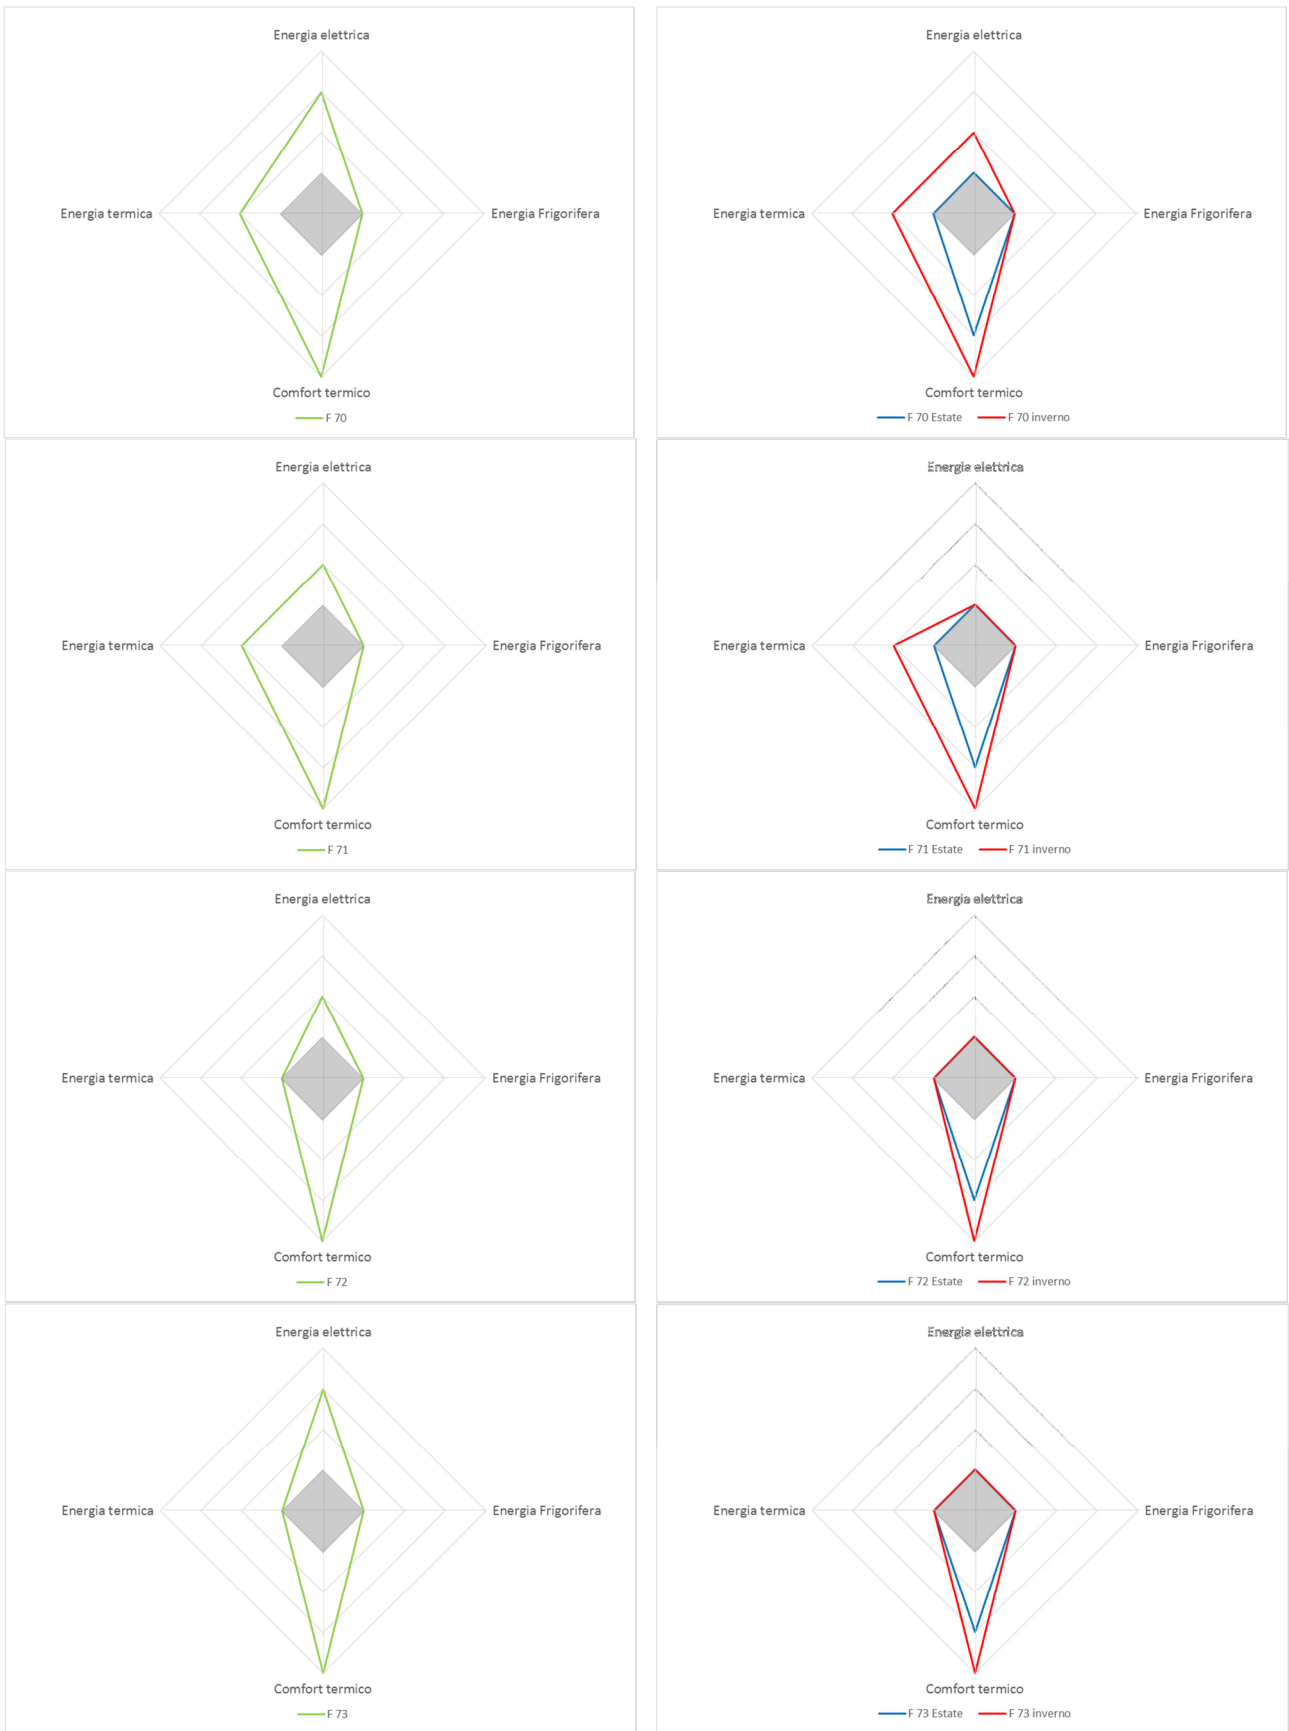 Energia elettrica
Energia termica
Energia Frigorifera
Comfort termico
F 70
Energia elettrica
Energia termica
Energia Frigorifera
Comfort termico
F 70 Estate
F 70 inverno
Energia elettrica
Energia termica
Energia Frigorifera
Comfort termico
F 71
Energia elettrica
Energia termica
Energia Frigorifera
Comfort termico
F 71 Estate
F 71 inverno
Energia elettrica
Energia termica
Energia Frigorifera
Comfort termico
F 72
Energia elettrica
Energia termica
Energia Frigorifera
Comfort termico
F 72 Estate
F 72 inverno
Energia elettrica
Energia termica
Energia Frigorifera
Comfort termico
F 73
Energia elettrica
Energia termica
Energia Frigorifera
Comfort termico
F 73 Estate
F 73 inverno